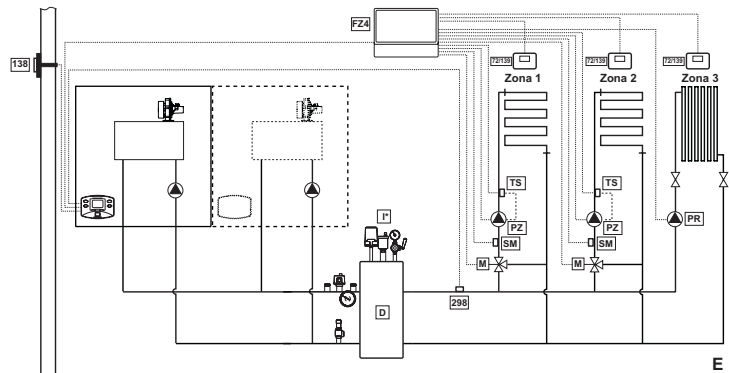 FZ4
138
72/139
72/139
72/139
Zona 1
Zona 2
Zona 3
TS
TS
I*
PZ
PZ
PR
SM
SM
M
M
298
D
E